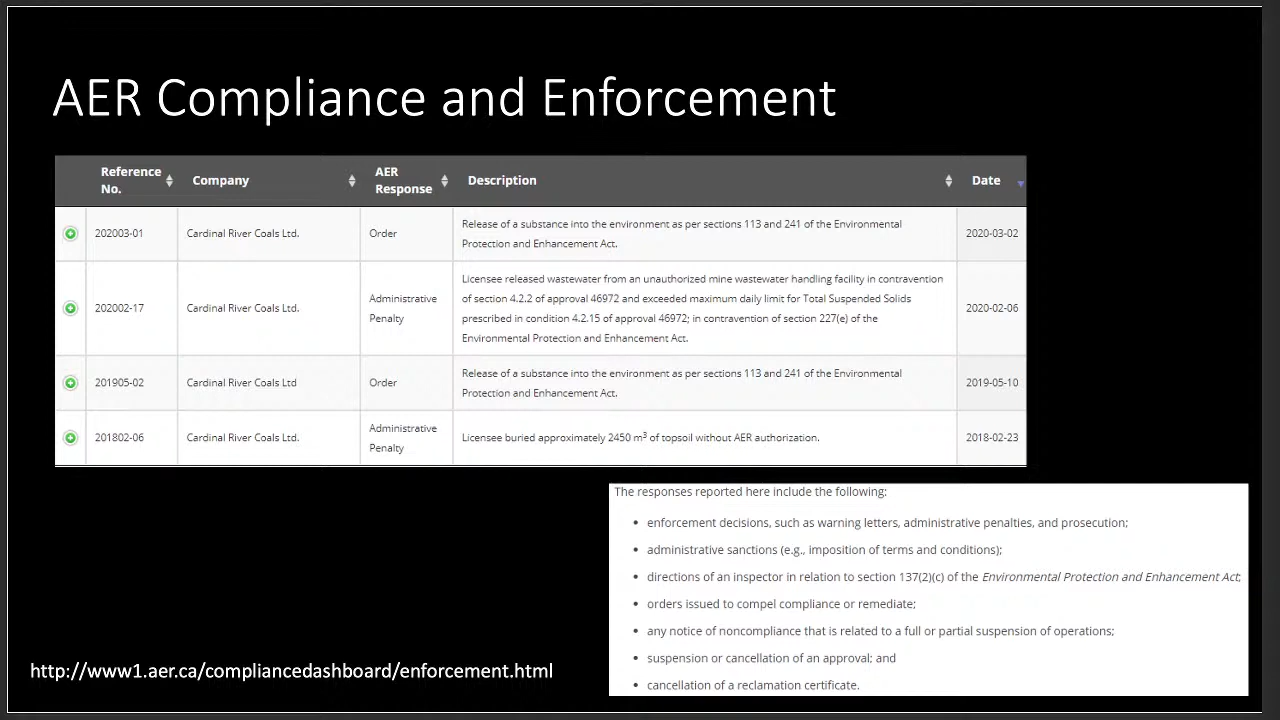 AER Compliance and Enforcement
Reference No. Company AER Response Description Date
202003-01 Cardinal River Coals Ltd. Order Release of a substance into the environment as per sections 113 and 241 of the Environmental
Protection and Enhancement Act. 2020-03-02
202002-17 Cardinal River Coals Ltd. Administrative Penalty Licensee released wastewater from an unauthorized mine wastewater handling facility in contravention
of section 4.2.2 of approval 46972 and exceeded maximum daily limit for Total Suspended Solids
prescribed in condition 4.2.15 of approval 46972; in contravention of section 227(e) of the
Environmental Protection and Enhancement Act. 2020-02-06
201905-02 Cardinal River Coals Ltd Order Release of a substance into the environment as per sections 113 and 241 of the Environmental
Protection and Enhancement Act. 2019-05-10
201802-06 Cardinal River Coals Ltd. Administrative Penalty Licensee buried approximately 2450 m³ of topsoil without AER authorization. 2018-02-23
The responses reported here include the following:
• enforcement decisions, such as warning letters, administrative penalties, and prosecution;
• administrative sanctions (e.g., imposition of terms and conditions);
• directions of an inspector in relation to section 137(2)(c) of the Environmental Protection and Enhancement Act;
• orders issued to compel compliance or remediate;
• any notice of noncompliance that is related to a full or partial suspension of operations;
• suspension or cancellation of an approval; and
• cancellation of a reclamation certificate.
http://www1.aer.ca/compliancedashboard/enforcement.html